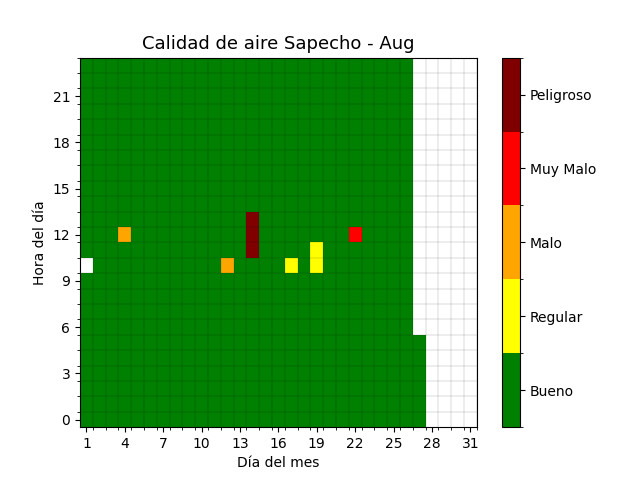 Calidad de aire Sapecho - Aug
Hora del día
21
18
15
12
9
6
3
0
1 4 7 10 13 16 19 22 25 28 31
Día del mes
Peligroso
Muy Malo
Malo
Regular
Bueno